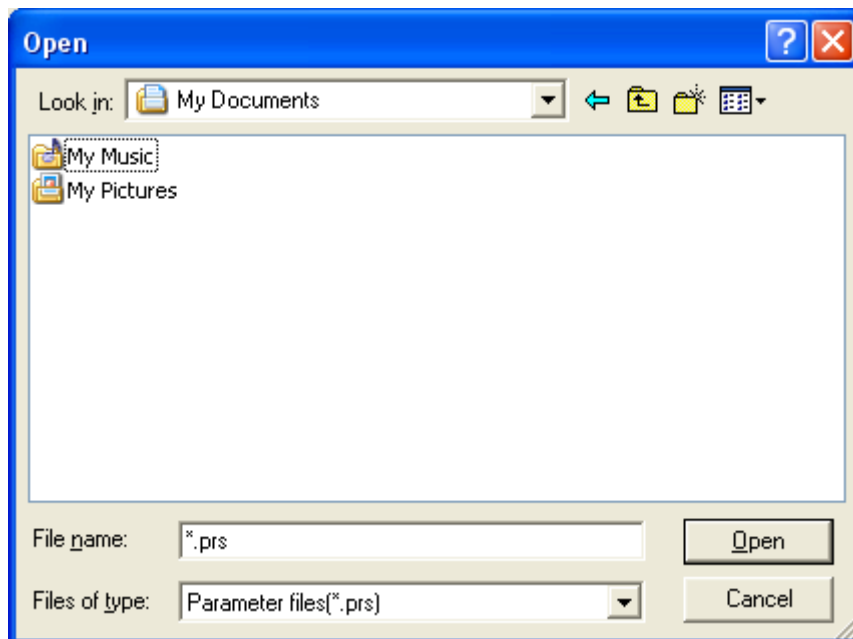 Open
Look in: My Documents
My Music
My Pictures
File name: *.prs Open
Files of type: Parameter files(*.prs) Cancel